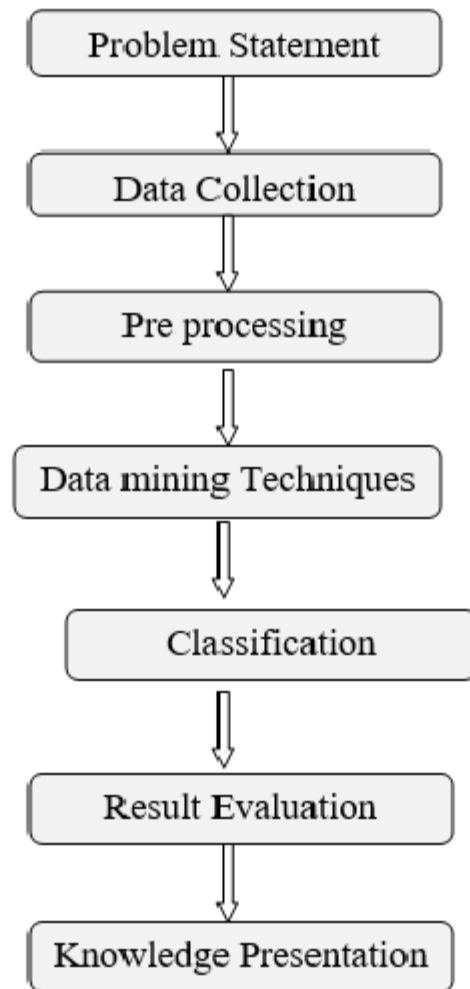 Problem Statement
Data Collection
Pre processing
Data mining Techniques
Classification
Result Evaluation
Knowledge Presentation